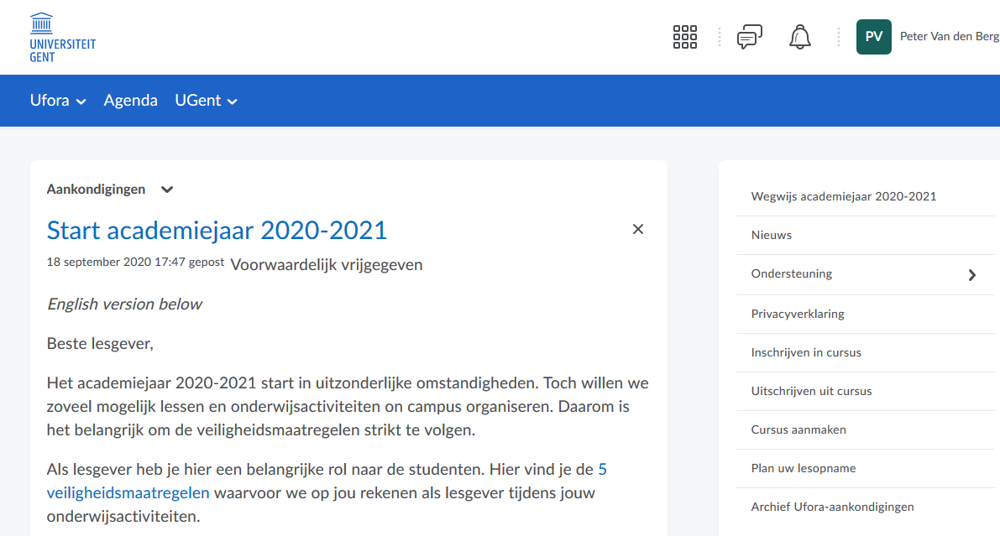 UNIVERSITEIT
GENT
PV
Peter Van den Berg
Ufora
Agenda
UGent
Aankondigingen
Start academiejaar 2020-2021
18 september 2020 17:47 gepost Voorwaardelijk vrijgegeven
English version below
Beste lesgever,
Het academiejaar 2020-2021 start in uitzonderlijke omstandigheden. Toch willen we
zoveel mogelijk lessen en onderwijsactiviteiten on campus organiseren. Daarom is
het belangrijk om de veiligheidsmaatregelen strikt te volgen.
Als lesgever heb je hier een belangrijke rol naar de studenten. Hier vind je de 5
veiligheidsmaatregelen waarvoor we op jou rekenen als lesgever tijdens jouw
onderwijsactiviteiten.
Wegwijs academiejaar 2020-2021
Nieuws
Ondersteuning
Privacyverklaring
Inschrijven in cursus
Uitschrijven uit cursus
Cursus aanmaken
Plan uw lesopname
Archief Ufora-aankondigingen